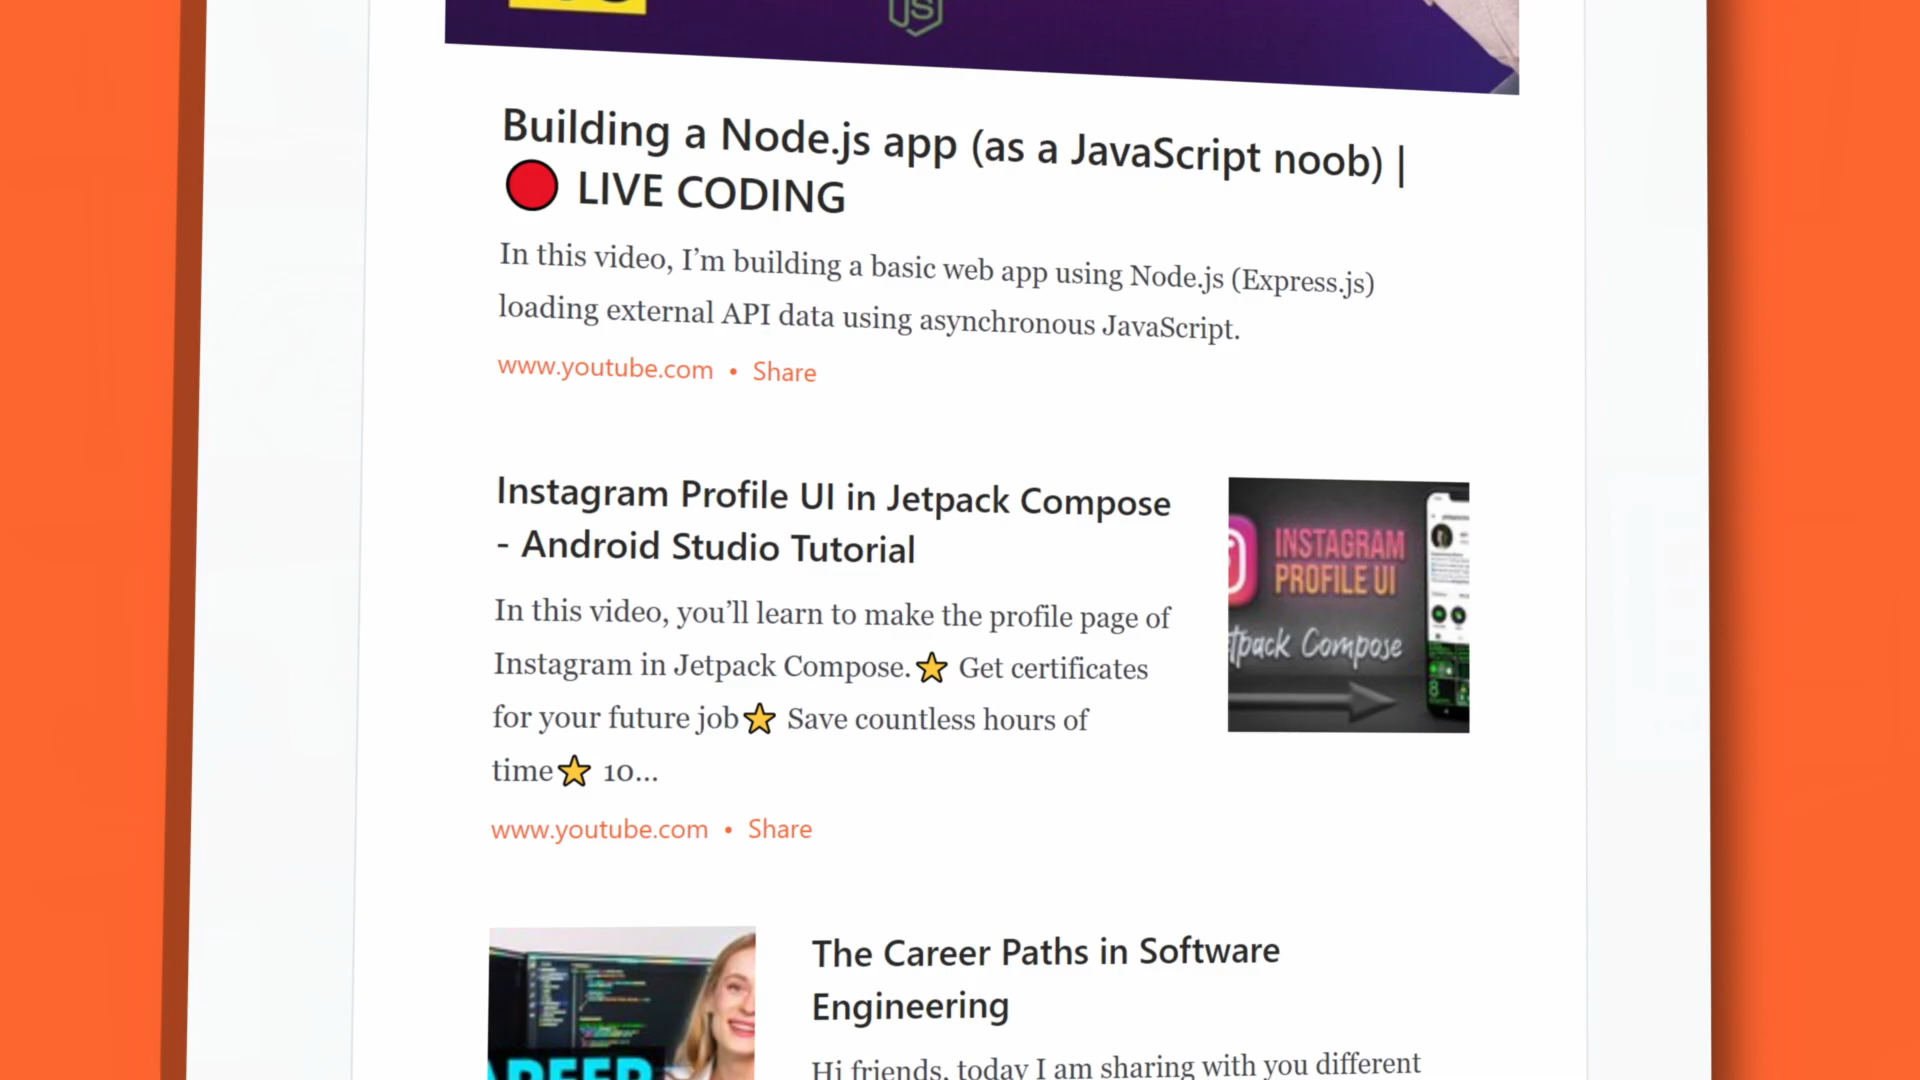 JS
Building a Node.js app (as a JavaScript noob) |
🔴 LIVE CODING
In this video, I’m building a basic web app using Node.js (Express.js)
loading external API data using asynchronous JavaScript.
www.youtube.com • Share
Instagram Profile UI in Jetpack Compose
- Android Studio Tutorial
In this video, you’ll learn to make the profile page of
Instagram in Jetpack Compose.⭐ Get certificates
for your future job⭐ Save countless hours of
time⭐ 10...
www.youtube.com • Share
INSTAGRAM
PROFILE UI
tpack Compose
The Career Paths in Software
Engineering
Hi friends, today I am sharing with you different